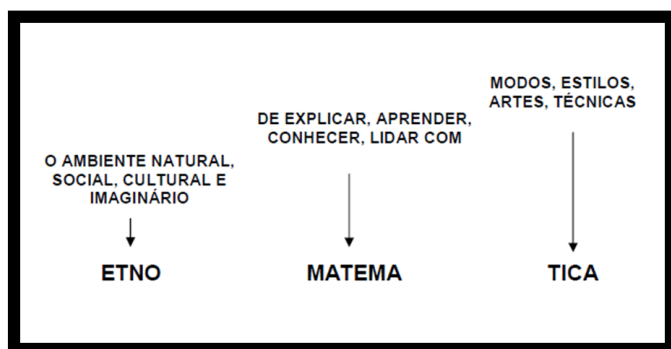 MODOS, ESTILOS,
ARTES, TÉCNICAS
DE EXPLICAR, APRENDER,
CONHECER, LIDAR COM
O AMBIENTE NATURAL,
SOCIAL, CULTURAL E
IMAGINÁRIO
ETNO
MATEMA
TICA